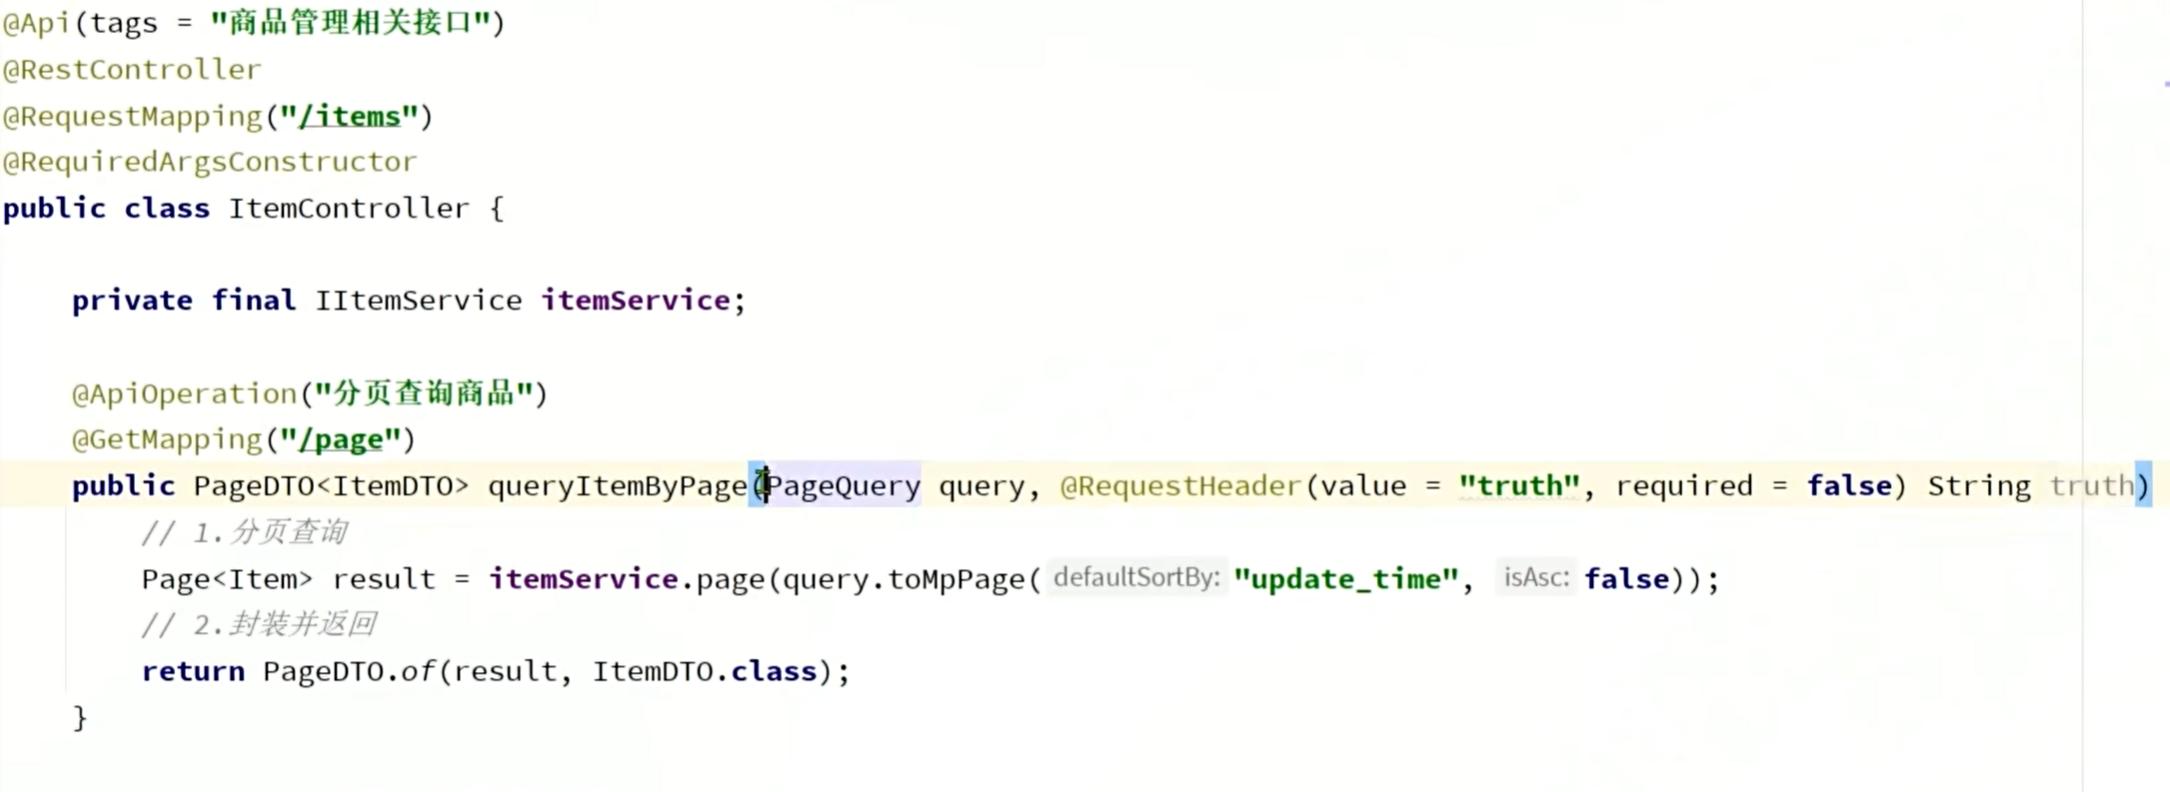 @Api(tags = "商品管理相关接口")
@RestController
@RequestMapping("/items")
@RequiredArgsConstructor
public class ItemController {
private final IItemService itemService;
@ApiOperation("分页查询商品")
@GetMapping("/page")
public PageDTO<ItemDTO> queryItemByPage(PageQuery query, @RequestHeader(value = "truth", required = false) String truth)
// 1.分页查询
Page<Item> result = itemService.page(query.toMpPage( defaultSortBy: "update_time", isAsc: false));
// 2.封装并返回
return PageDTO.of(result, ItemDTO.class);
}